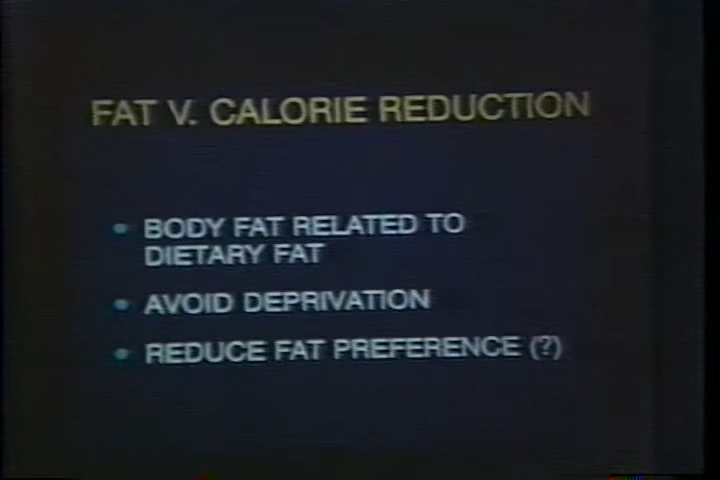 FAT V. CALORIE REDUCTION
• BODY FAT RELATED TO
DIETARY FAT
• AVOID DEPRIVATION
• REDUCE FAT PREFERENCE (?)